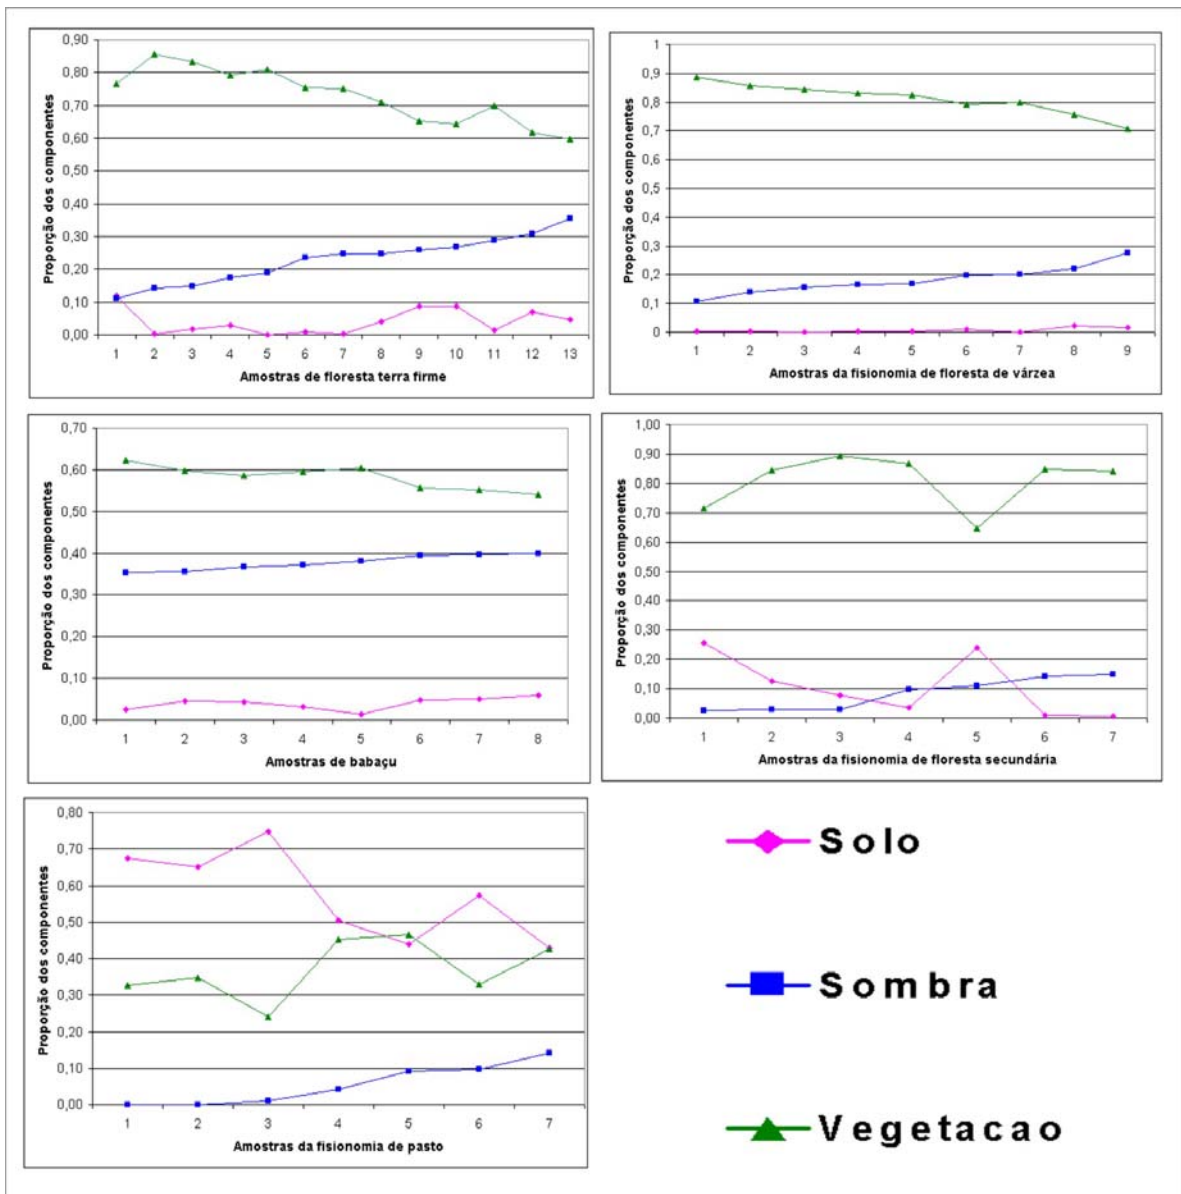 Proporção dos componentes
0,90
0,80
0,70
0,60
0,50
0,40
0,30
0,20
0,10
0,00
1 2 3 4 5 6 7 8 9 10 11 12 13
Amostras de floresta terra firme
Proporção dos componentes
1
0,9
0,8
0,7
0,6
0,5
0,4
0,3
0,2
0,1
0
1 2 3 4 5 6 7 8 9
Amostras da fisionomia de floresta de várzea
Proporção dos componentes
0,70
0,60
0,50
0,40
0,30
0,20
0,10
0,00
1 2 3 4 5 6 7 8
Amostras de babaçu
Proporção dos componentes
1,00
0,90
0,80
0,70
0,60
0,50
0,40
0,30
0,20
0,10
0,00
1 2 3 4 5 6 7
Amostras da fisionomia de floresta secundária
Proporção dos componentes
0,80
0,70
0,60
0,50
0,40
0,30
0,20
0,10
0,00
1 2 3 4 5 6 7
Amostras da fisionomia de pasto
Solo
Sombra
Vegetacao